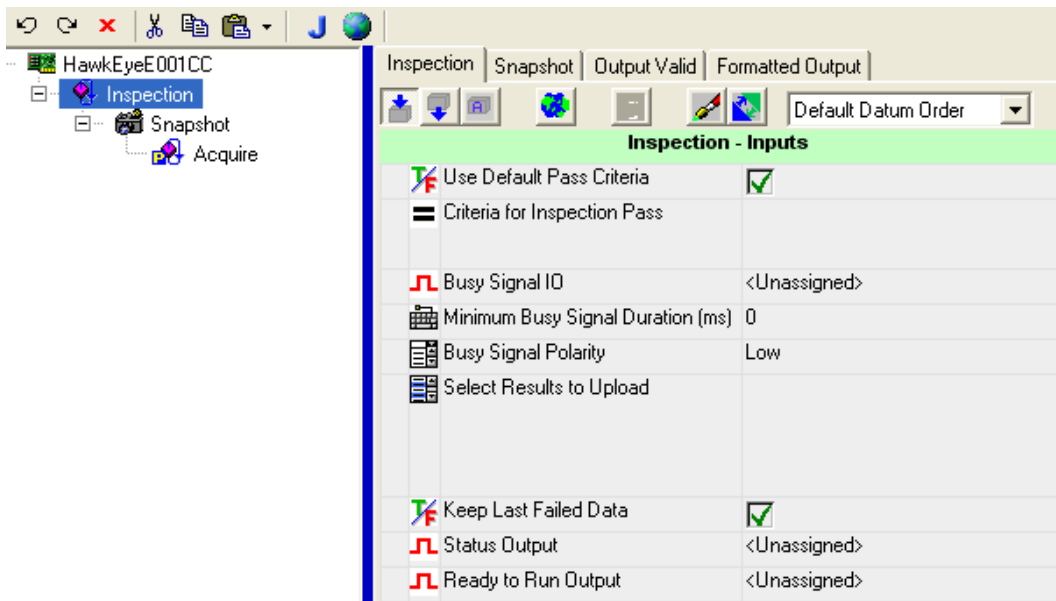 HawkEyeE001CC
Inspection
Snapshot
Acquire
Inspection Snapshot Output Valid Formatted Output
Default Datum Order
Inspection - Inputs
Use Default Pass Criteria
Criteria for Inspection Pass
Busy Signal IO <Unassigned>
Minimum Busy Signal Duration (ms) 0
Busy Signal Polarity Low
Select Results to Upload
Keep Last Failed Data
Status Output <Unassigned>
Ready to Run Output <Unassigned>